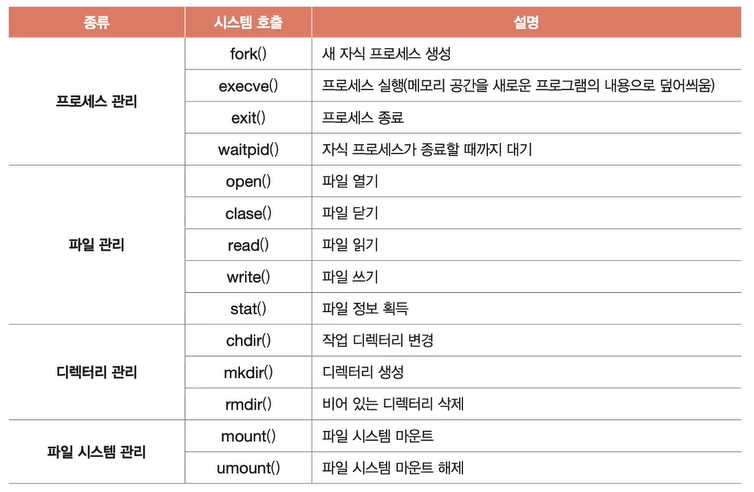 종류 시스템 호출 설명
프로세스 관리
fork() 새 자식 프로세스 생성
execve() 프로세스 실행(메모리 공간을 새로운 프로그램의 내용으로 덮어씌움)
exit() 프로세스 종료
waitpid() 자식 프로세스가 종료할 때까지 대기
파일 관리
open() 파일 열기
clase() 파일 닫기
read() 파일 읽기
write() 파일 쓰기
stat() 파일 정보 획득
디렉터리 관리
chdir() 작업 디렉터리 변경
mkdir() 디렉터리 생성
rmdir() 비어 있는 디렉터리 삭제
파일 시스템 관리
mount() 파일 시스템 마운트
umount() 파일 시스템 마운트 해제